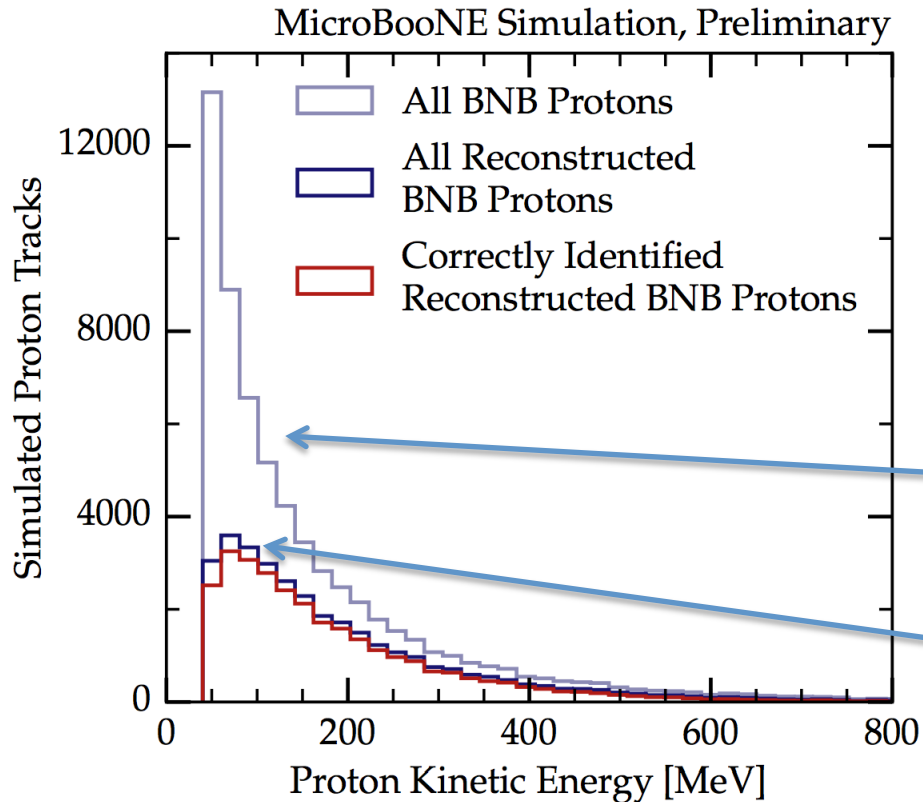 MicroBooNE Simulation, Preliminary
All BNB Protons
All Reconstructed
BNB Protons
Correctly Identified
Reconstructed BNB Protons
12000
8000
4000
0
Simulated Proton Tracks
0 200 400 600 800
Proton Kinetic Energy [MeV]